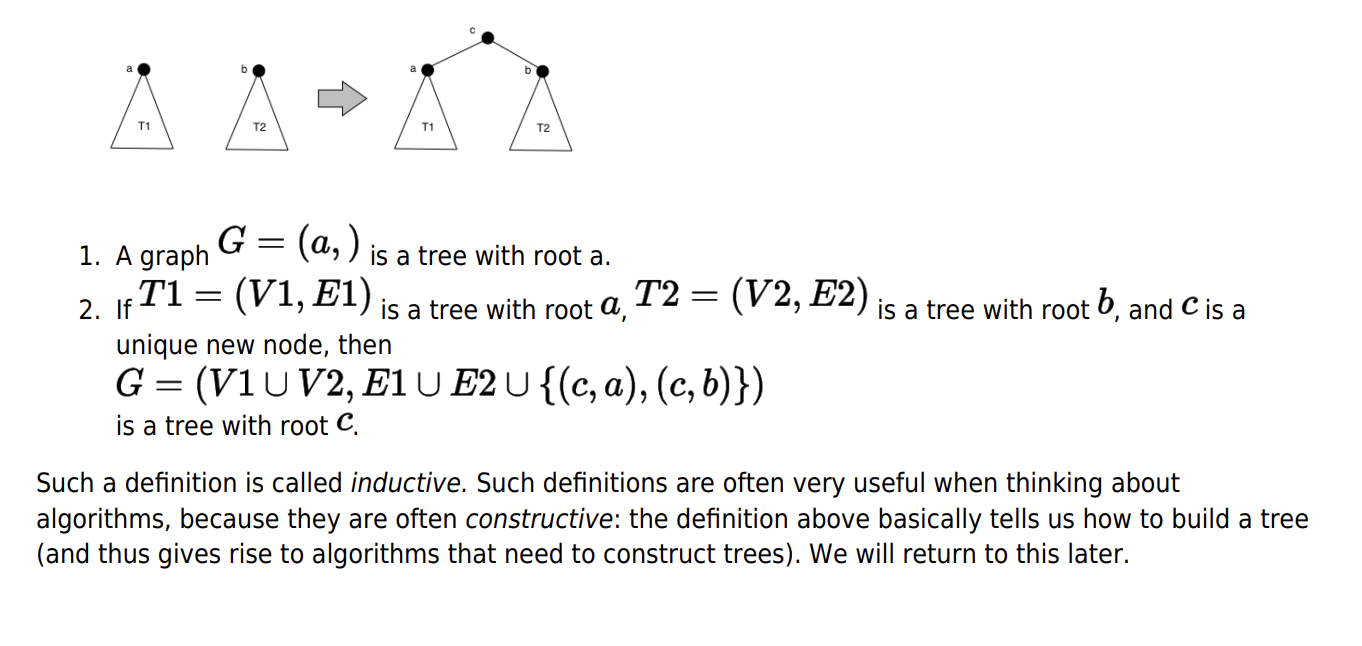 c
a b a b
T1 T2 T1 T2
1. A graph G = (a, ) is a tree with root a.
2. If T1 = (V1, E1) is a tree with root a, T2 = (V2, E2) is a tree with root b, and c is a
unique new node, then
G = (V1 ∪ V2, E1 ∪ E2 ∪ {(c, a), (c, b)})
is a tree with root c.
Such a definition is called inductive. Such definitions are often very useful when thinking about
algorithms, because they are often constructive: the definition above basically tells us how to build a tree
(and thus gives rise to algorithms that need to construct trees). We will return to this later.